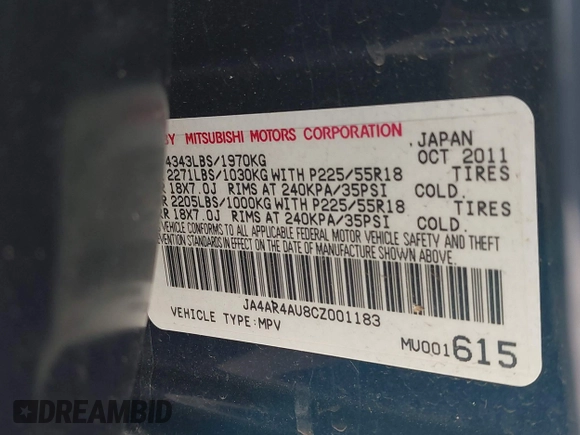 BY MITSUBISHI MOTORS CORPORATION . JAPAN
4343LBS/1970KG OCT 2011
2271LBS/1030KG WITH P225/55R18 TIRES
R 18X7.0J RIMS AT 240KPA/35PSI COLD.
R 2205LBS/1000KG WITH P225/55R18 TIRES
RR 18X7.0J RIMS AT 240KPA/35PSI COLD.
VEHICLE CONFORMS TO ALL APPLICABLE FEDERAL MOTOR VEHICLE SAFETY AND THEFT
EVENTION STANDARDS IN EFFECT ON THE DATE OF MANUFACTURE SHOWN ABOVE.
JA4AR4AU8CZ001183
VEHICLE TYPE:MPV
MU001615
DREAMBID